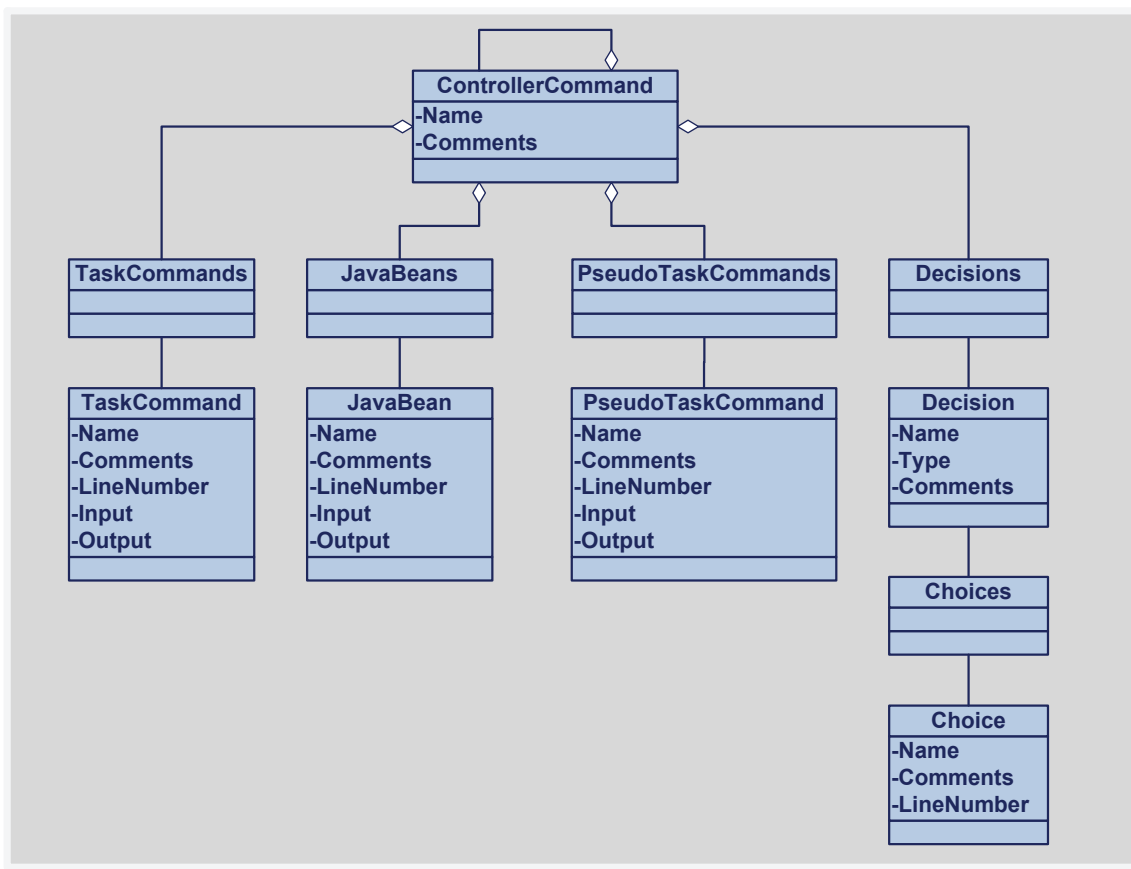 ControllerCommand
-Name
-Comments
TaskCommands
JavaBeans
PseudoTaskCommands
Decisions
TaskCommand
-Name
-Comments
-LineNumber
-Input
-Output
JavaBean
-Name
-Comments
-LineNumber
-Input
-Output
PseudoTaskCommand
-Name
-Comments
-LineNumber
-Input
-Output
Decision
-Name
-Type
-Comments
Choices
Choice
-Name
-Comments
-LineNumber